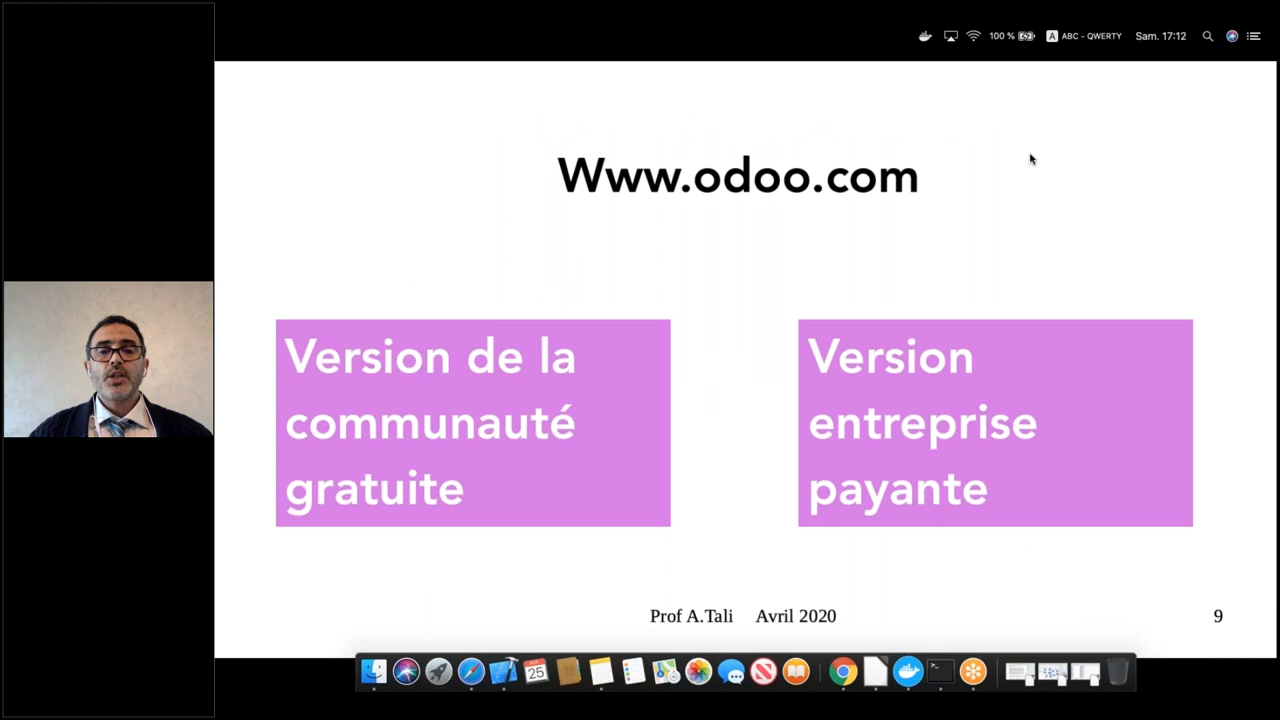 100 % ABC - QWERTY Sam. 17:12
Www.odoo.com
Version de la
communauté
gratuite
Version
entreprise
payante
Prof A.Tali Avril 2020
9
25